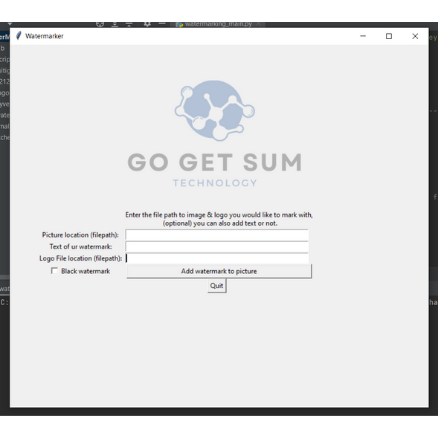 watermarking_main.py
Watermarker
GO GET SUM
TECHNOLOGY
Enter the file path to image & logo you would like to mark with,
(optional) you can also add text or not.
Picture location (filepath):
Text of ur watermark:
Logo File location (filepath):
Black watermark
Add watermark to picture
Quit